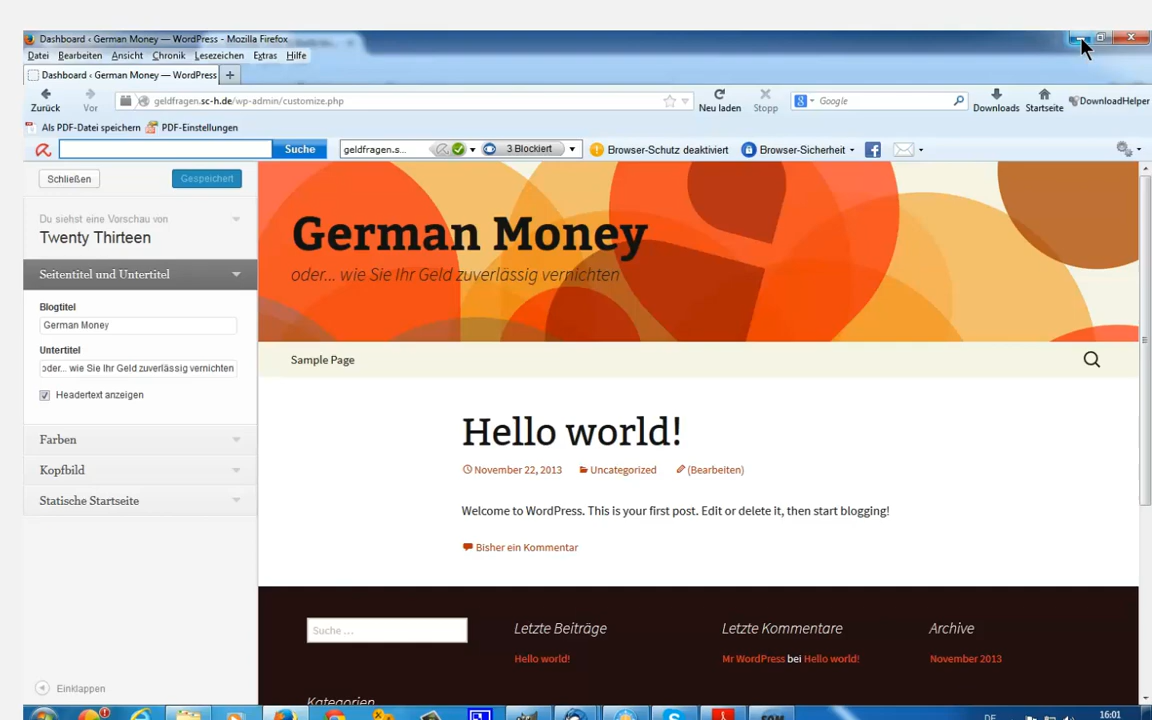 Dashboard ‹ German Money — WordPress - Mozilla Firefox
Datei Bearbeiten Ansicht Chronik Lesezeichen Extras Hilfe
Dashboard ‹ German Money — WordPress
Zurück Vor geldfragen.sc-h.de/wp-admin/customize.php Neu laden Stopp Google Downloads Startseite DownloadHelper
Als PDF-Datei speichern PDF-Einstellungen
Suche geldfragen.s... 3 Blockiert Browser-Schutz deaktiviert Browser-Sicherheit
Schließen Gespeichert
Du siehst eine Vorschau von
Twenty Thirteen
Seitentitel und Untertitel
Blogtitel
German Money
Untertitel
oder... wie Sie Ihr Geld zuverlässig vernichten
Headertext anzeigen
Farben
Kopfbild
Statische Startseite
Einklappen
German Money
oder... wie Sie Ihr Geld zuverlässig vernichten
Sample Page
Hello world!
November 22, 2013 Uncategorized (Bearbeiten)
Welcome to WordPress. This is your first post. Edit or delete it, then start blogging!
Bisher ein Kommentar
Suche …
Letzte Beiträge
Hello world!
Letzte Kommentare
Mr WordPress bei Hello world!
Archive
November 2013
Kategorien
DE 16:01